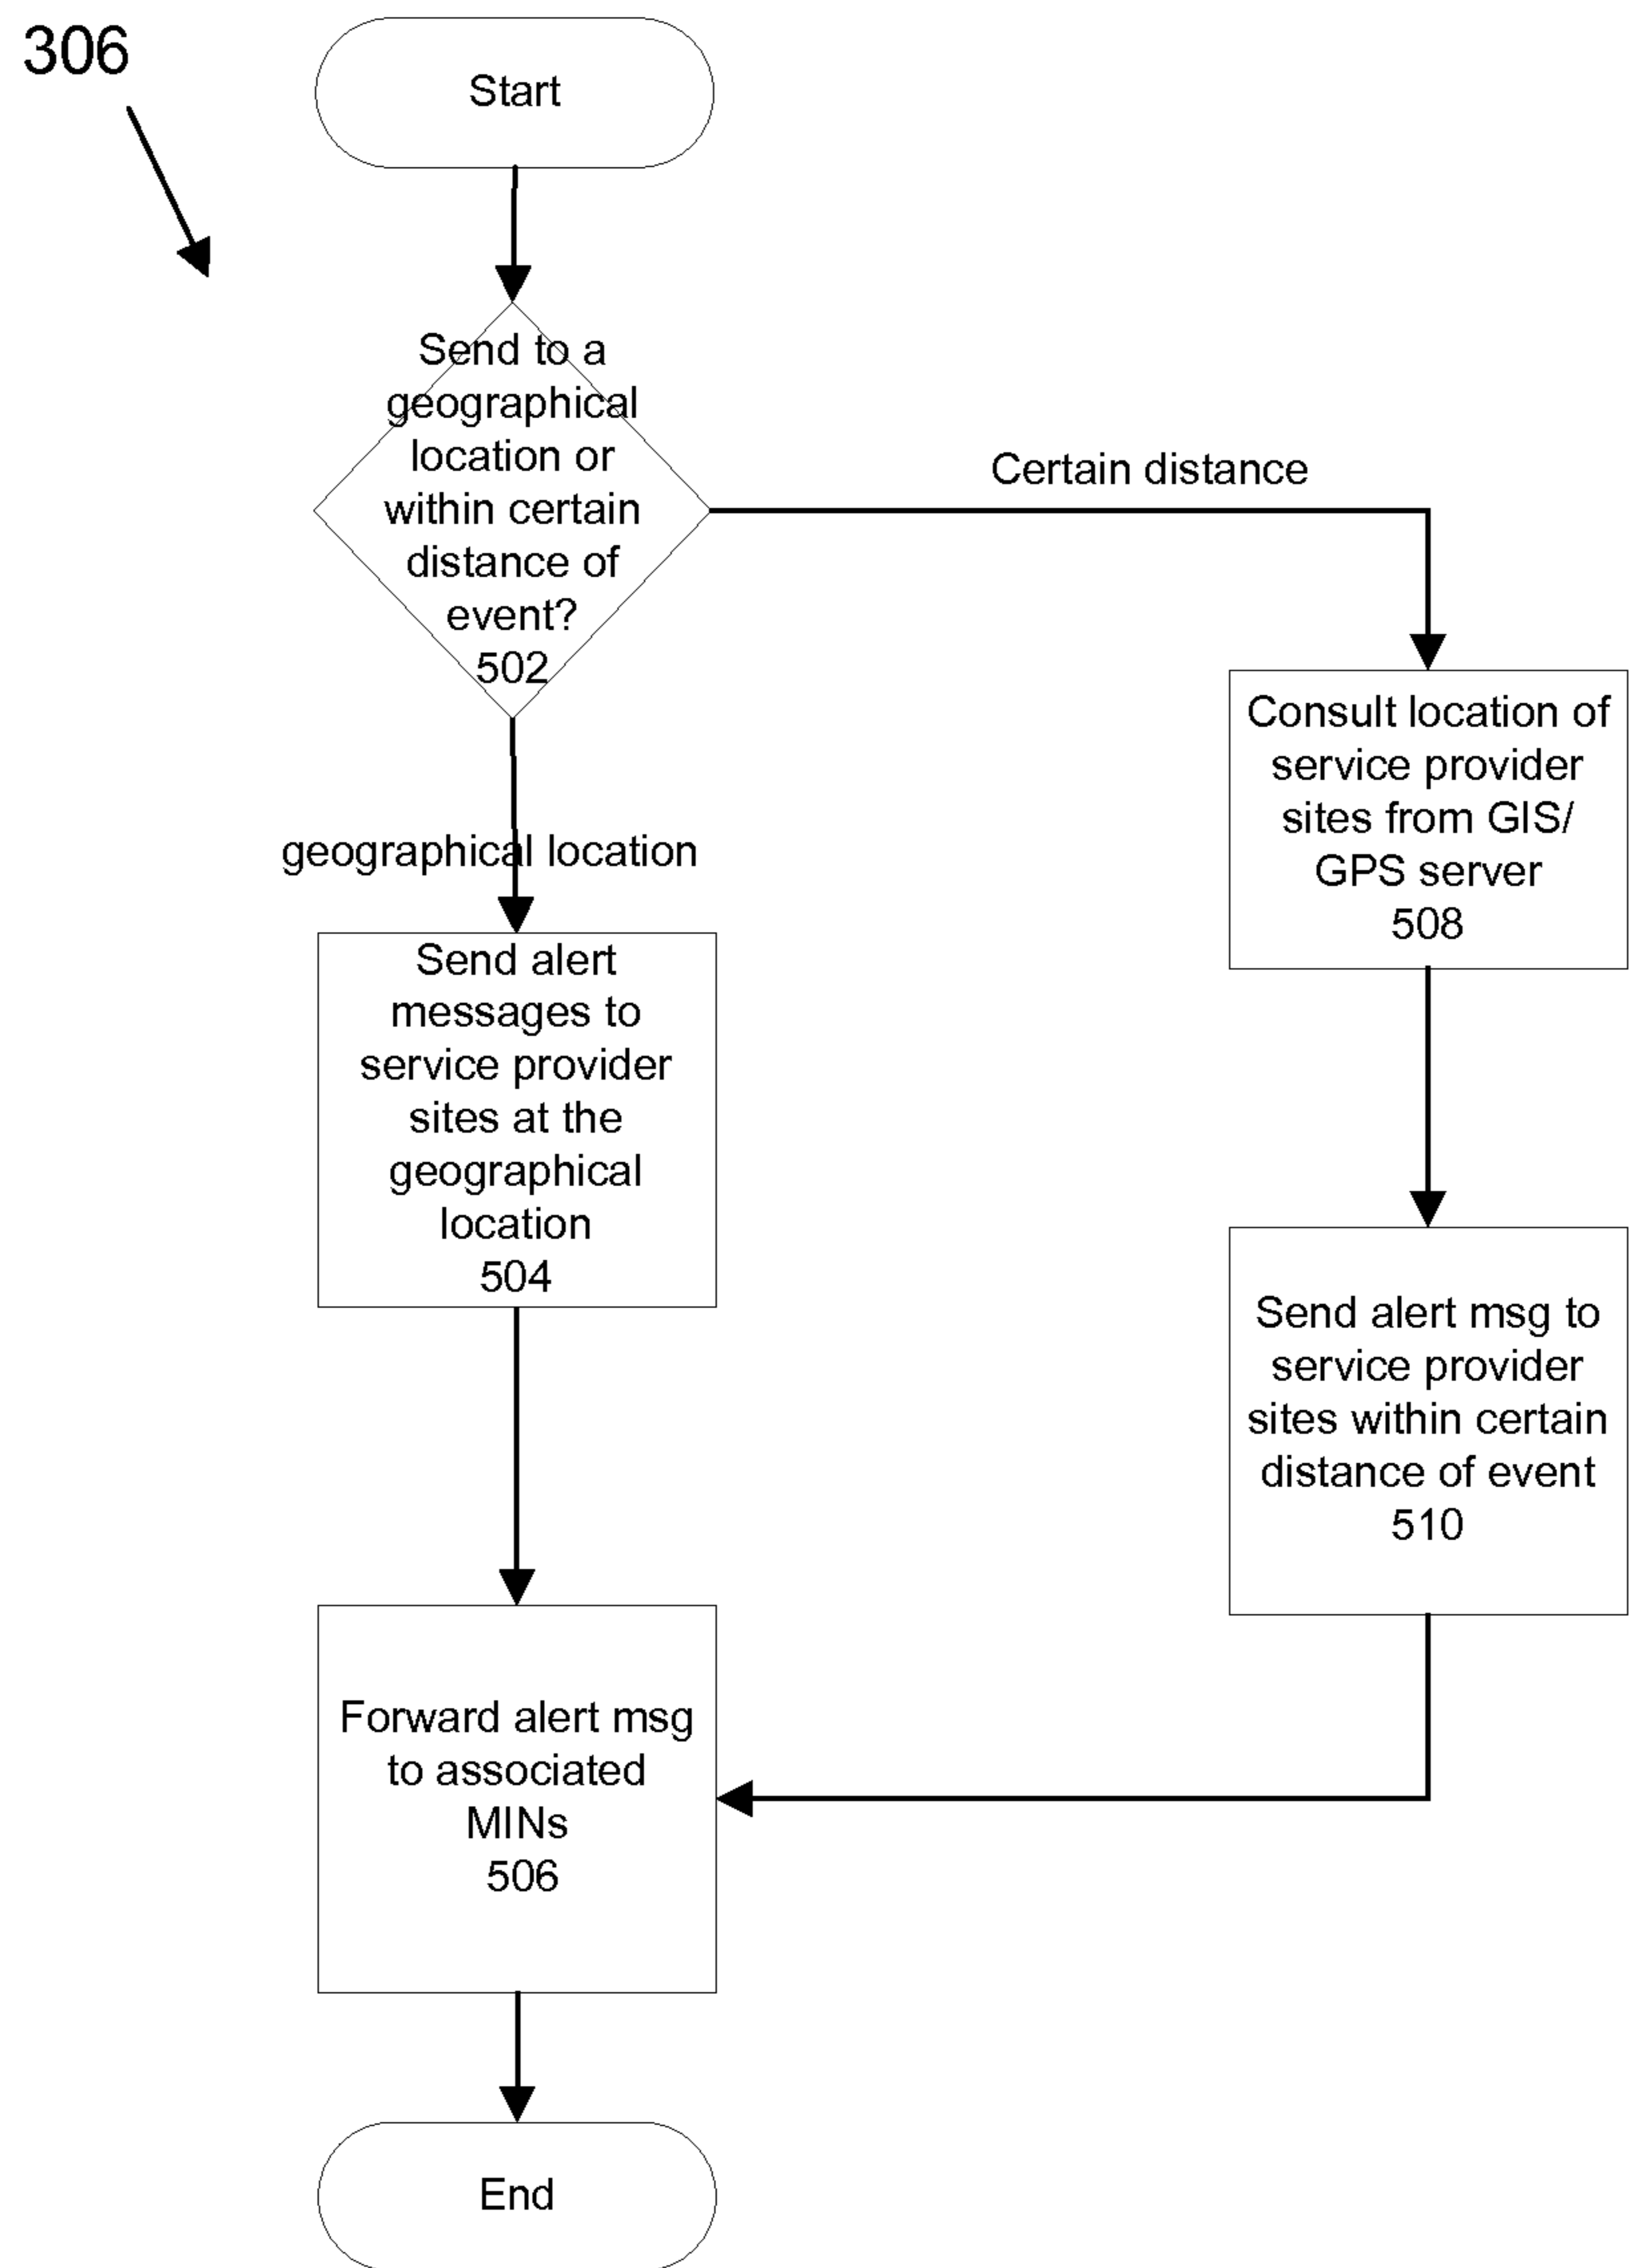 306
Start
Send to a
geographical
location or
within certain
distance of
event?
502
Certain distance
geographical location
Consult location of
service provider
sites from GIS/
GPS server
508
Send alert
messages to
service provider
sites at the
geographical
location
504
Send alert msg to
service provider
sites within certain
distance of event
510
Forward alert msg
to associated
MINs
506
End